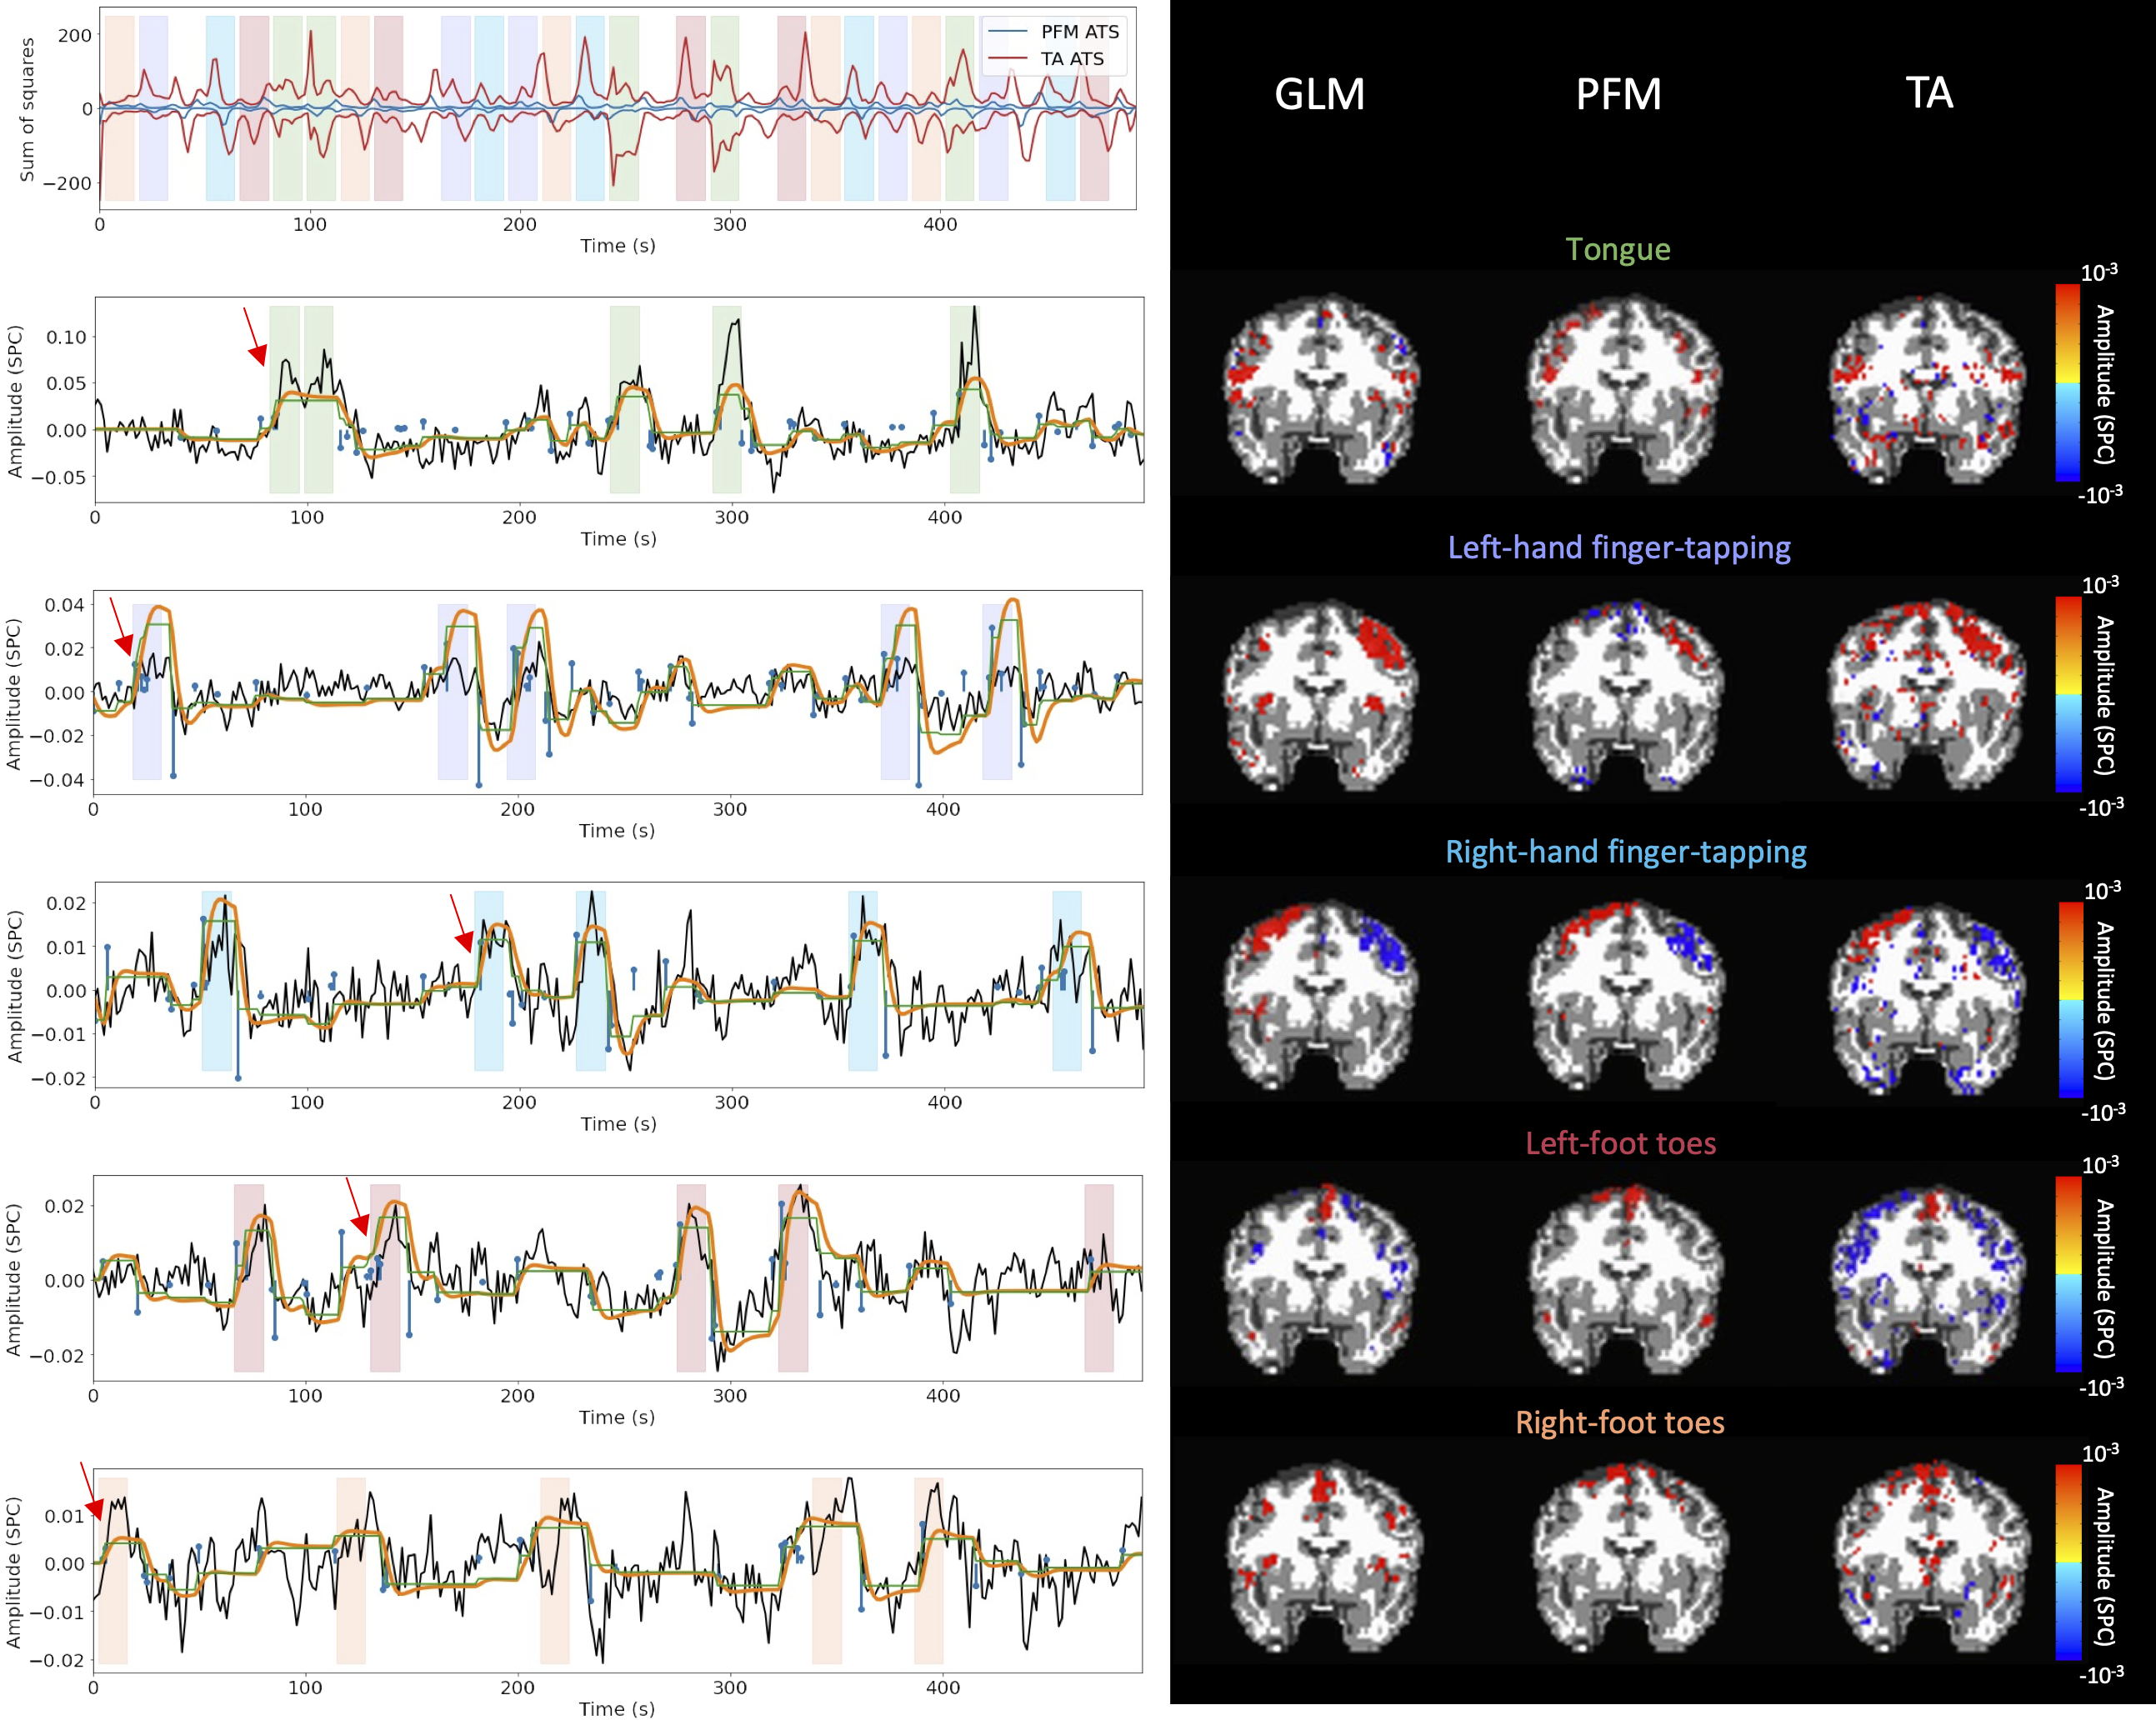 PFM ATS
TA ATS
Sum of squares
200
0
−200
0 100 200 300 400
Time (s)
Amplitude (SPC)
0.10
0.05
0.00
−0.05
0 100 200 300 400
Time (s)
Amplitude (SPC)
0.04
0.02
0.00
−0.02
−0.04
0 100 200 300 400
Time (s)
Amplitude (SPC)
0.02
0.01
0.00
−0.01
−0.02
0 100 200 300 400
Time (s)
Amplitude (SPC)
0.02
0.00
−0.02
0 100 200 300 400
Time (s)
Amplitude (SPC)
0.01
0.00
−0.01
−0.02
0 100 200 300 400
Time (s)
GLM PFM TA
Tongue
10-3
Amplitude (SPC)
-10-3
Left-hand finger-tapping
10-3
Amplitude (SPC)
-10-3
Right-hand finger-tapping
10-3
Amplitude (SPC)
-10-3
Left-foot toes
10-3
Amplitude (SPC)
-10-3
Right-foot toes
10-3
Amplitude (SPC)
-10-3